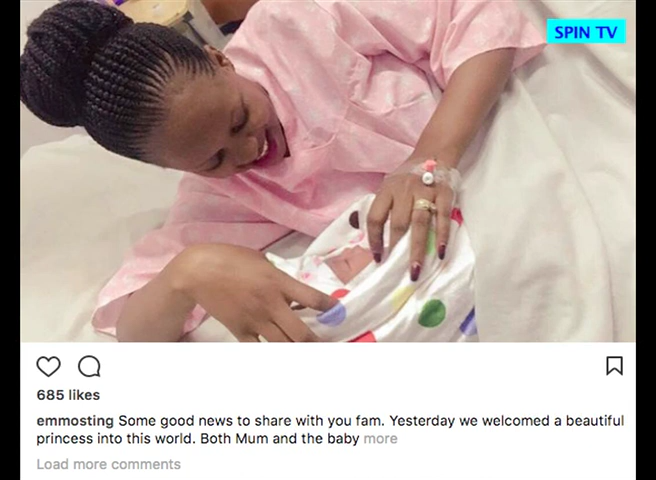 SPIN TV
685 likes
emmosting Some good news to share with you fam. Yesterday we welcomed a beautiful
princess into this world. Both Mum and the baby more
Load more comments